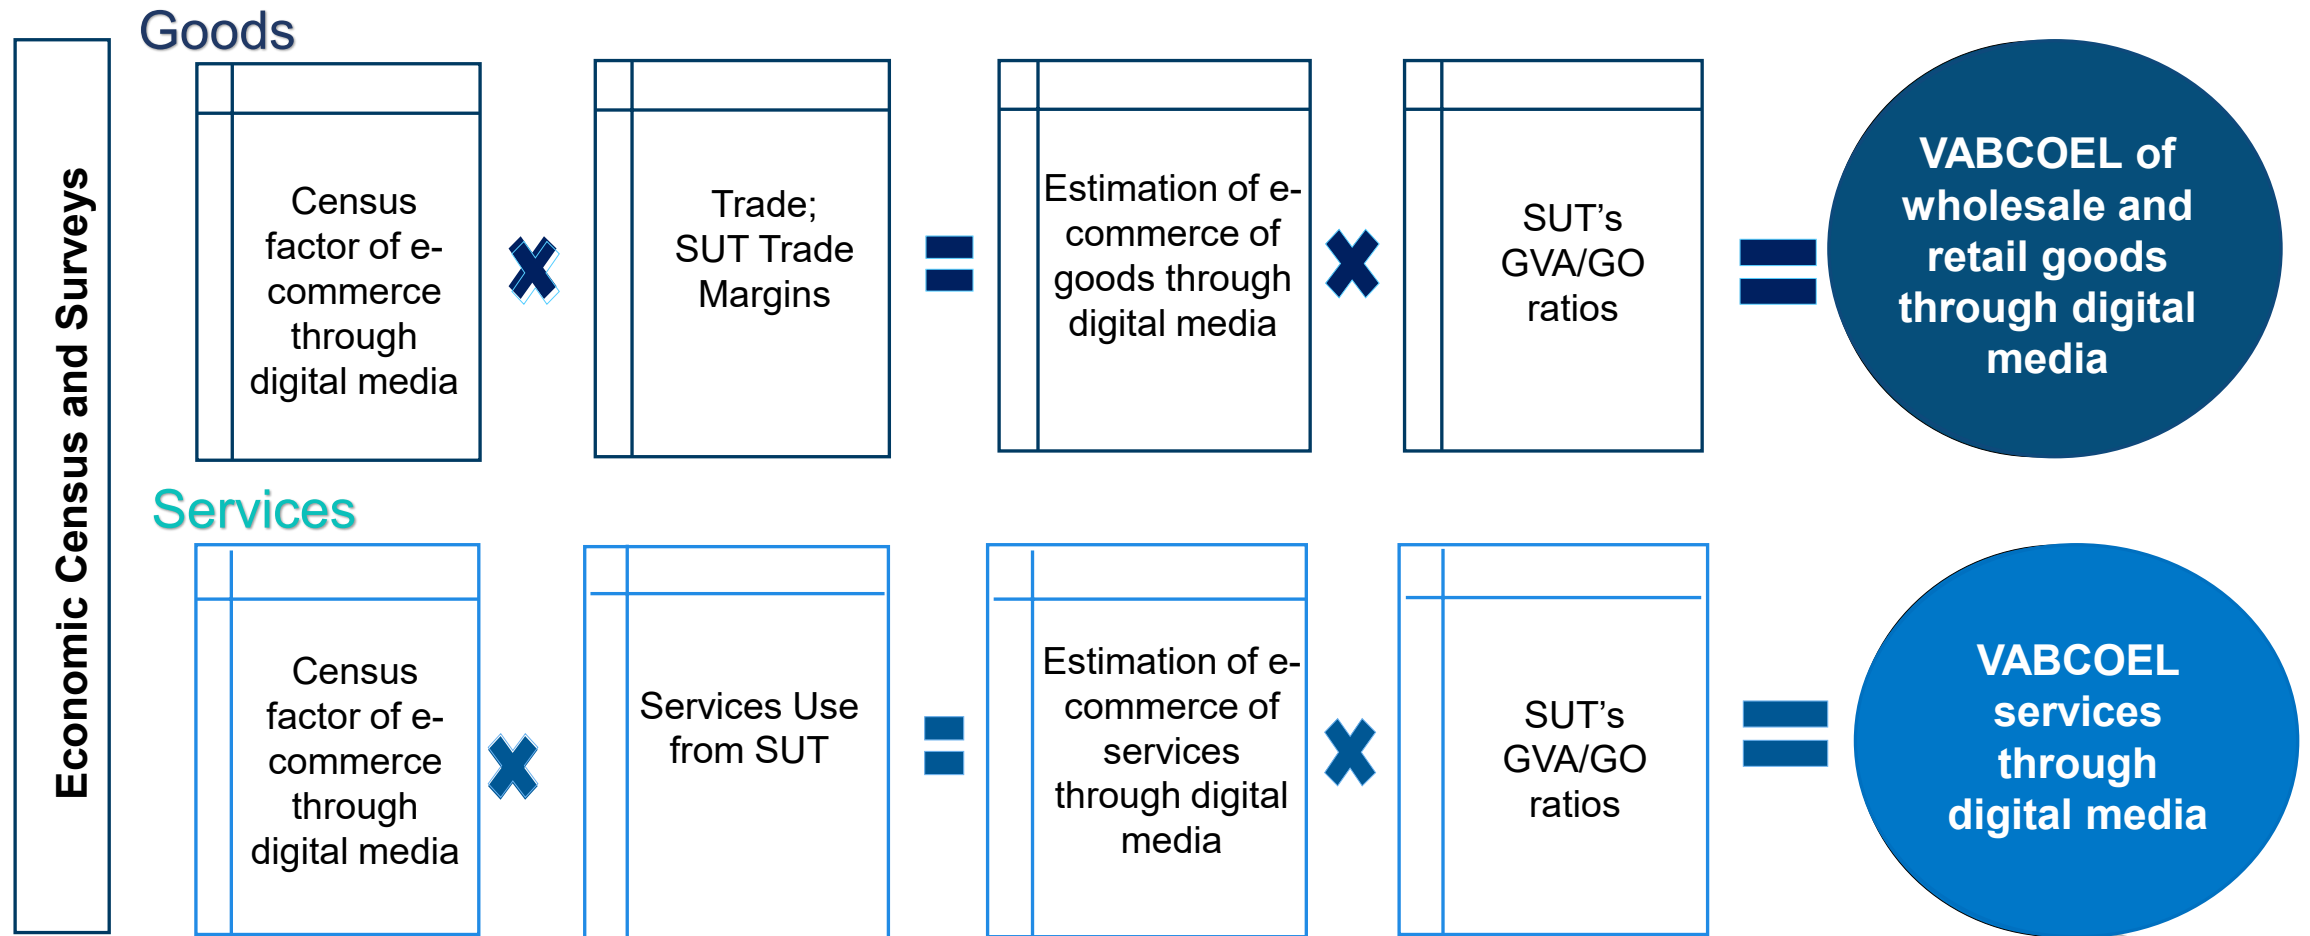 Economic Census and Surveys
Goods
Census
factor of e-
commerce
through
digital media
Trade;
SUT Trade
Margins
Estimation of e-
commerce of
goods through
digital media
SUT’s
GVA/GO
ratios
VABCOEL of
wholesale and
retail goods
through digital
media
Services
Census
factor of e-
commerce
through
digital media
Services Use
from SUT
Estimation of e-
commerce of
services
through digital
media
SUT’s
GVA/GO
ratios
VABCOEL
services
through
digital media